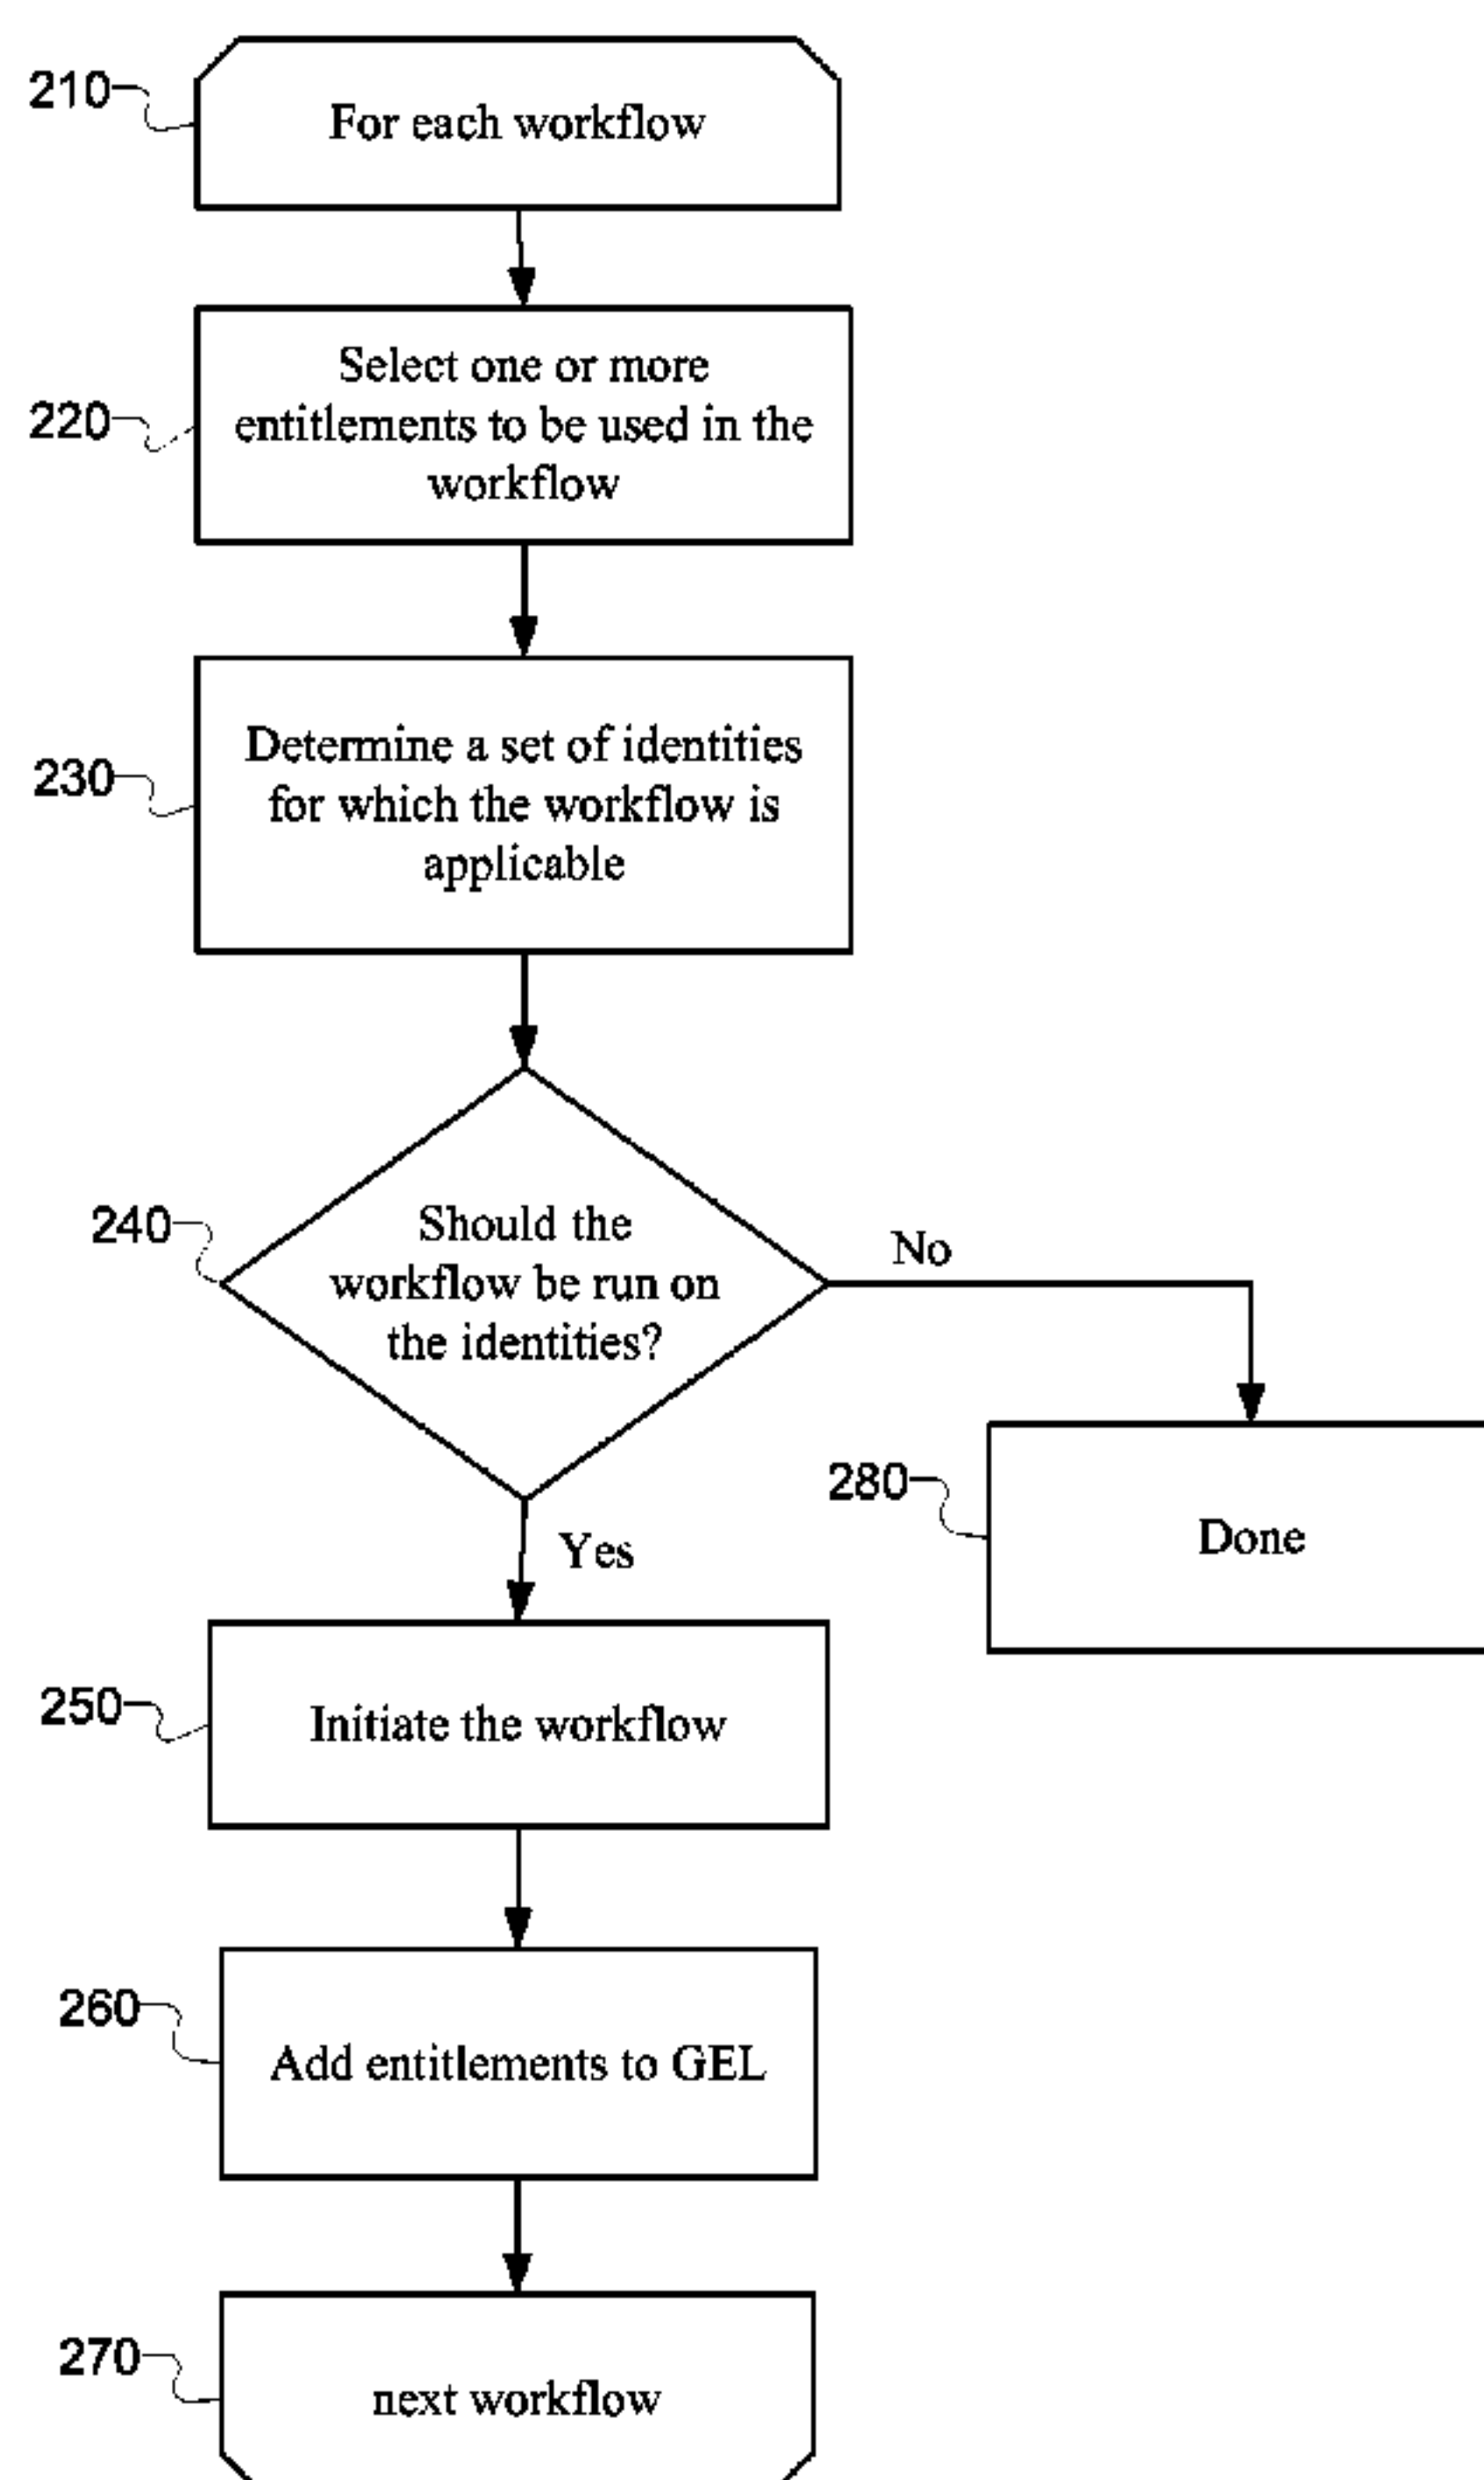 210
For each workflow
220
Select one or more
entitlements to be used in the
workflow
230
Determine a set of identities
for which the workflow is
applicable
240
Should the
workflow be run on
the identities?
No
Yes
280
Done
250
Initiate the workflow
260
Add entitlements to GEL
270
next workflow